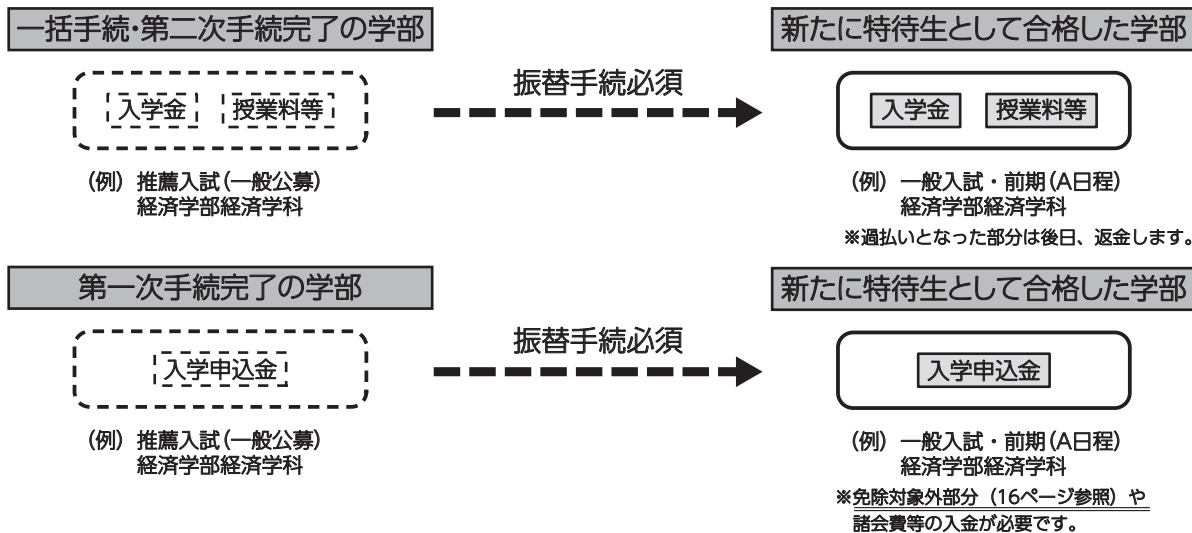 一括手続・第二次手続完了の学部
新たに特待生として合格した学部
振替手続必須
入学金 授業料等
入学金 授業料等
(例) 推薦入試(一般公募)
経済学部経済学科
(例) 一般入試・前期(A日程)
経済学部経済学科
※過払いとなった部分は後日、返金します。
第一次手続完了の学部
新たに特待生として合格した学部
振替手続必須
入学申込金
入学申込金
(例) 推薦入試(一般公募)
経済学部経済学科
(例) 一般入試・前期(A日程)
経済学部経済学科
※免除対象外部分(16ページ参照)や
諸会費等の入金が必要です。